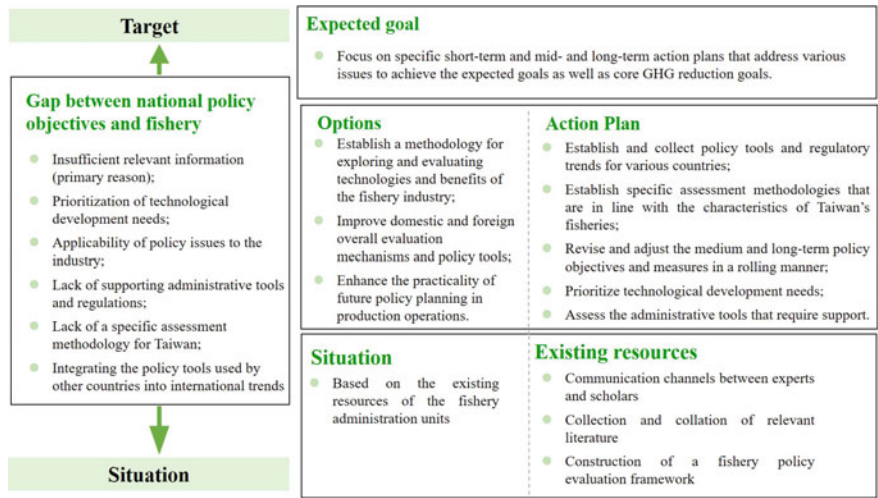 Target
Gap between national policy
objectives and fishery
Insufficient relevant information
(primary reason);
Prioritization of technological
development needs;
Applicability of policy issues to the
industry;
Lack of supporting administrative tools
and regulations;
Lack of a specific assessment
methodology for Taiwan;
Integrating the policy tools used by
other countries into international trends
Situation
Expected goal
Focus on specific short-term and mid- and long-term action plans that address various
issues to achieve the expected goals as well as core GHG reduction goals.
Options
Establish a methodology for
exploring and evaluating
technologies and benefits of
the fishery industry;
Improve domestic and foreign
overall evaluation
mechanisms and policy tools;
Enhance the practicality of
future policy planning in
production operations.
Action Plan
Establish and collect policy tools and regulatory
trends for various countries;
Establish specific assessment methodologies that
are in line with the characteristics of Taiwan's
fisheries;
Revise and adjust the medium and long-term policy
objectives and measures in a rolling manner;
Prioritize technological development needs;
Assess the administrative tools that require support.
Situation
Based on the existing
resources of the fishery
administration units
Existing resources
Communication channels between experts
and scholars
Collection and collation of relevant
literature
Construction of a fishery policy
evaluation framework